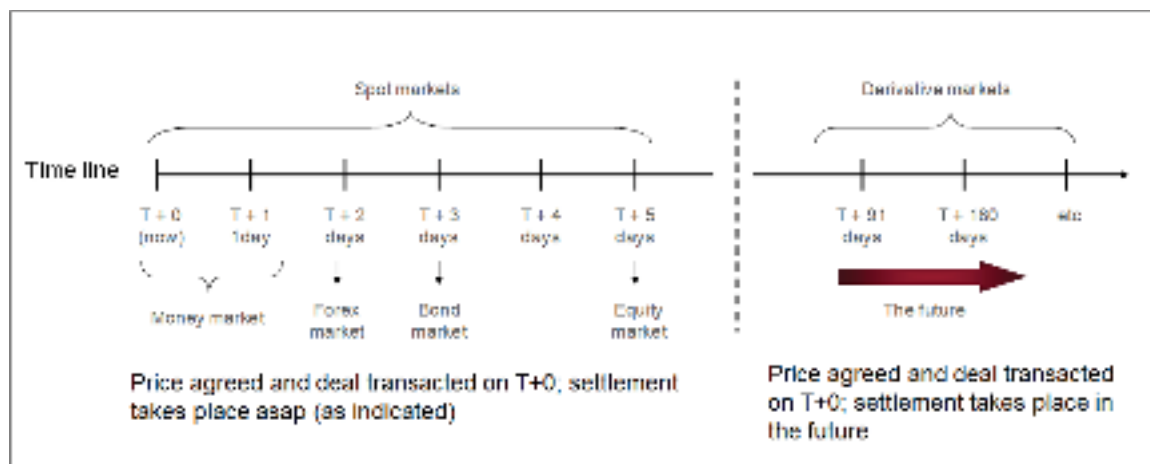 Spot markets
Derivative markets
Time line
T + 0
(now)
T + 1
1day
T + 2
days
T + 3
days
T + 4
days
T + 5
days
T + 91
days
T + 180
days
etc
Money market
Forex
market
Bond
market
Equity
market
The future
Price agreed and deal transacted on T+0; settlement
takes place asap (as indicated)
Price agreed and deal transacted
on T+0; settlement takes place in
the future